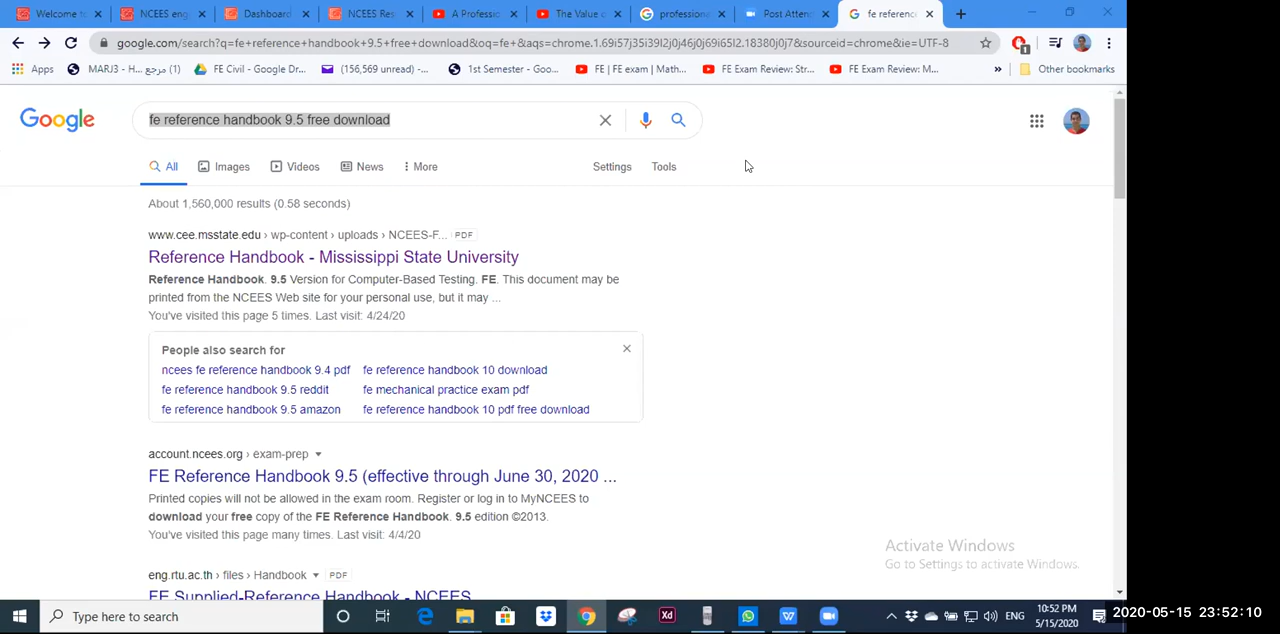 Welcome t
NCEES eng
Dashboard
NCEES Res
A Professio
The Value o
professiona
Post Atten
fe referenc
google.com/search?q=fe+reference+handbook+9.5+free+download&oq=fe+&aqs=chrome.1.69i57j35i39l2j0j46j0j69i65l2.18380j0j7&sourceid=chrome&ie=UTF-8
1
Apps
MARJ3 - H... مرجع (1)
FE Civil - Google Dr...
(156,569 unread) -...
1st Semester - Goo...
FE | FE exam | Math...
FE Exam Review: Str...
FE Exam Review: M...
»
Other bookmarks
Google
fe reference handbook 9.5 free download
All
Images
Videos
News
More
Settings
Tools
About 1,560,000 results (0.58 seconds)
www.cee.msstate.edu › wp-content › uploads › NCEES-F... PDF
Reference Handbook - Mississippi State University
Reference Handbook. 9.5 Version for Computer-Based Testing. FE. This document may be
printed from the NCEES Web site for your personal use, but it may ...
You've visited this page 5 times. Last visit: 4/24/20
People also search for
ncees fe reference handbook 9.4 pdf
fe reference handbook 10 download
fe reference handbook 9.5 reddit
fe mechanical practice exam pdf
fe reference handbook 9.5 amazon
fe reference handbook 10 pdf free download
account.ncees.org › exam-prep
FE Reference Handbook 9.5 (effective through June 30, 2020 ...
Printed copies will not be allowed in the exam room. Register or log in to MyNCEES to
download your free copy of the FE Reference Handbook. 9.5 edition ©2013.
You've visited this page many times. Last visit: 4/4/20
Activate Windows
Go to Settings to activate Windows.
eng.rtu.ac.th › files › Handbook PDF
FE Supplied-Reference Handbook - NCEES
Type here to search
Xd
ENG
10:52 PM
5/15/2020
2020-05-15 23:52:10